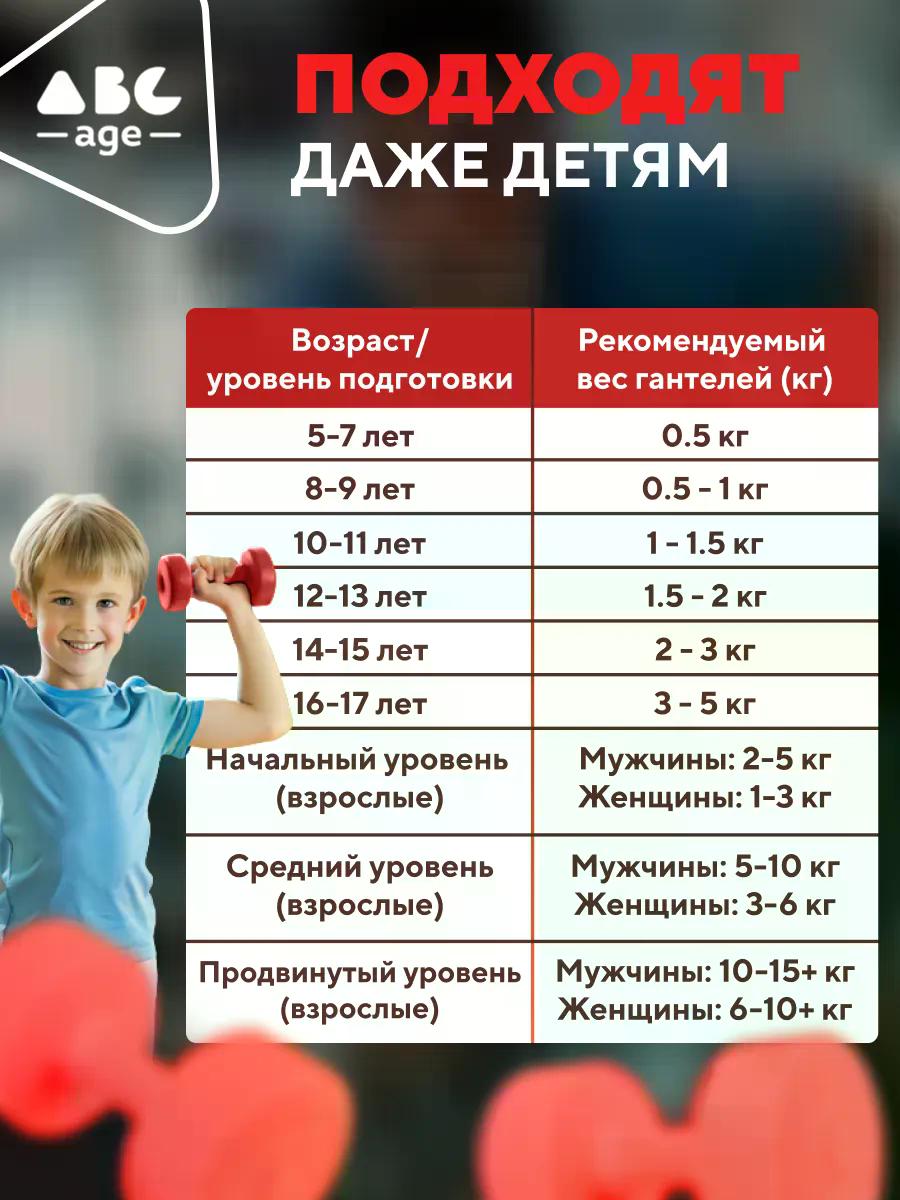 ABC
age
ПОДХОДЯТ
ДАЖЕ ДЕТЯМ
Возраст/ Рекомендуемый
уровень подготовки вес гантелей (кг)
5-7 лет 0.5 кг
8-9 лет 0.5 - 1 кг
10-11 лет 1 - 1.5 кг
12-13 лет 1.5 - 2 кг
14-15 лет 2 - 3 кг
16-17 лет 3 - 5 кг
Начальный уровень Мужчины: 2-5 кг
(взрослые) Женщины: 1-3 кг
Средний уровень Мужчины: 5-10 кг
(взрослые) Женщины: 3-6 кг
Продвинутый уровень Мужчины: 10-15+ кг
(взрослые) Женщины: 6-10+ кг